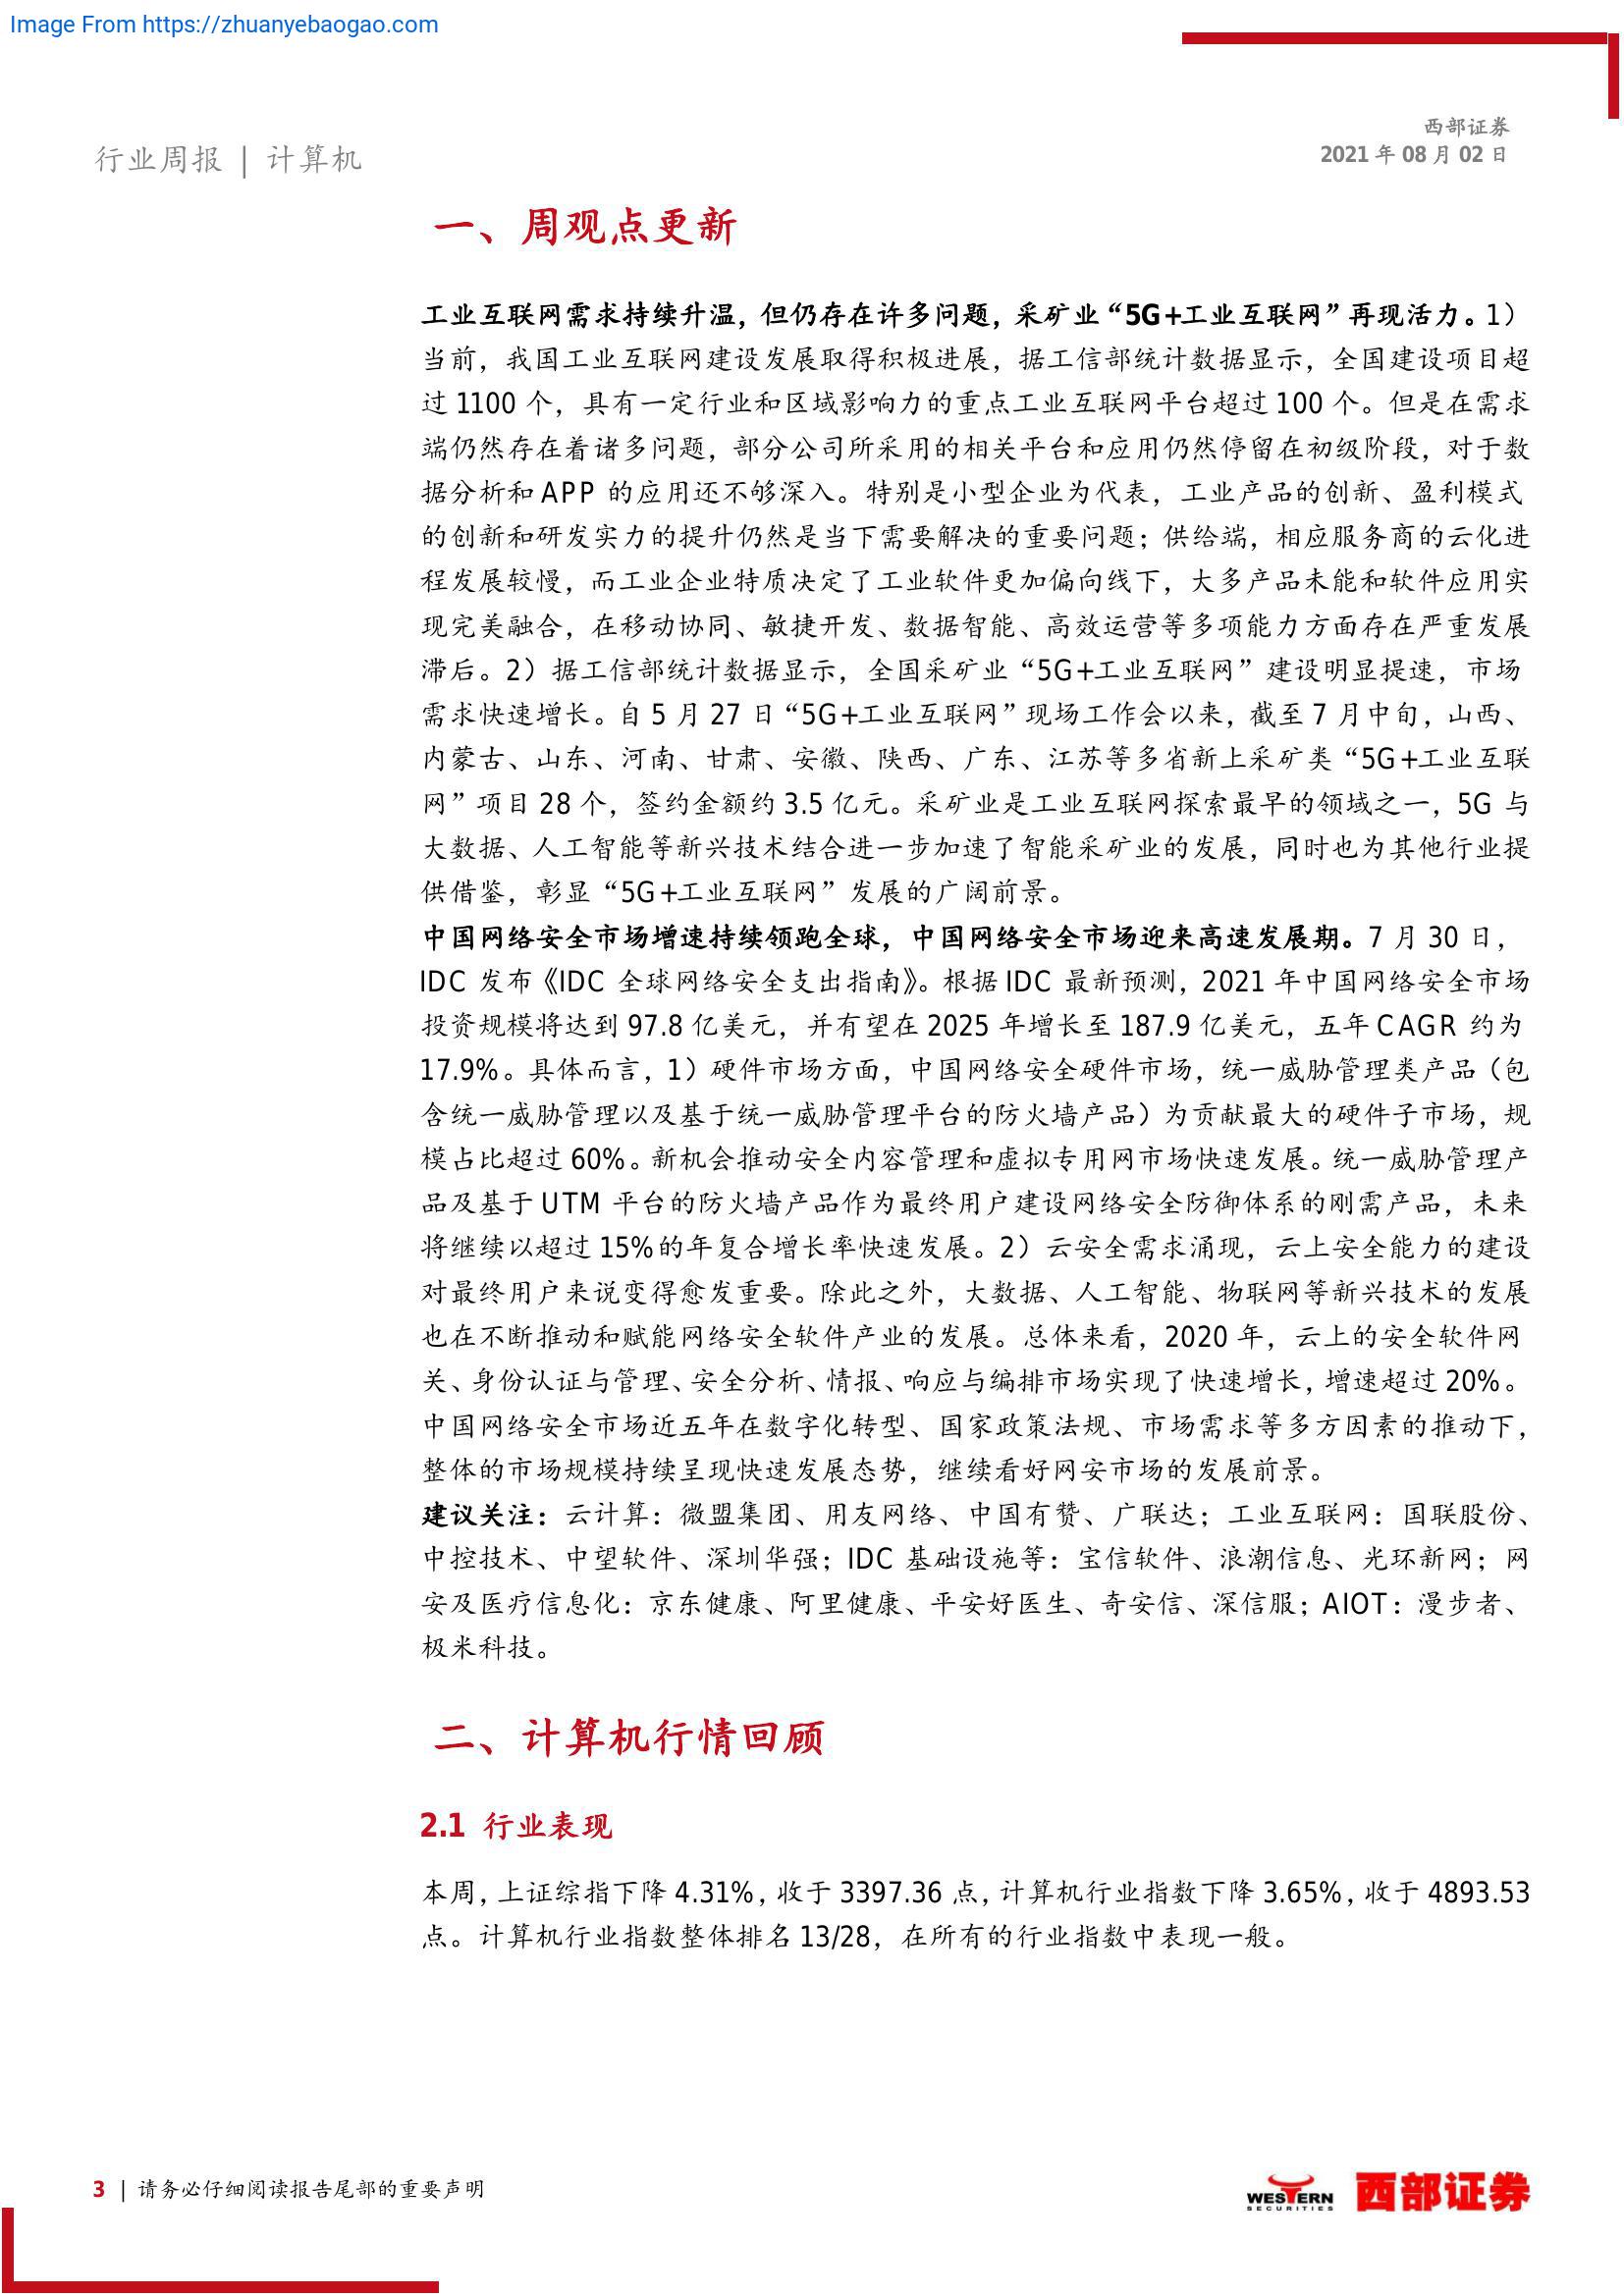 Image From https://zhuanyebaogao.com
西部证券
2021 年 08 月 02 日
行业周报 | 计算机
一、周观点更新
工业互联网需求持续升温，但仍存在许多问题，采矿业“5G+工业互联网”再现活力。1）
当前，我国工业互联网建设发展取得积极进展，据工信部统计数据显示，全国建设项目超
过 1100 个，具有一定行业和区域影响力的重点工业互联网平台超过 100 个。但是在需求
端仍然存在着诸多问题，部分公司所采用的相关平台和应用仍然停留在初级阶段，对于数
据分析和 APP 的应用还不够深入。特别是小型企业为代表，工业产品的创新、盈利模式
的创新和研发实力的提升仍然是当下需要解决的重要问题；供给端，相应服务商的云化进
程发展较慢，而工业企业特质决定了工业软件更加偏向线下，大多产品未能和软件应用实
现完美融合，在移动协同、敏捷开发、数据智能、高效运营等多项能力方面存在严重发展
滞后。2）据工信部统计数据显示，全国采矿业“5G+工业互联网”建设明显提速，市场
需求快速增长。自 5 月 27 日“5G+工业互联网”现场工作会以来，截至 7 月中旬，山西、
内蒙古、山东、河南、甘肃、安徽、陕西、广东、江苏等多省新上采矿类“5G+工业互联
网”项目 28 个，签约金额约 3.5 亿元。采矿业是工业互联网探索最早的领域之一，5G 与
大数据、人工智能等新兴技术结合进一步加速了智能采矿业的发展，同时也为其他行业提
供借鉴，彰显“5G+工业互联网”发展的广阔前景。
中国网络安全市场增速持续领跑全球，中国网络安全市场迎来高速发展期。7 月 30 日，
IDC 发布《IDC 全球网络安全支出指南》。根据 IDC 最新预测，2021 年中国网络安全市场
投资规模将达到 97.8 亿美元，并有望在 2025 年增长至 187.9 亿美元，五年 CAGR 约为
17.9%。具体而言，1）硬件市场方面，中国网络安全硬件市场，统一威胁管理类产品（包
含统一威胁管理以及基于统一威胁管理平台的防火墙产品）为贡献最大的硬件子市场，规
模占比超过 60%。新机会推动安全内容管理和虚拟专用网市场快速发展。统一威胁管理产
品及基于 UTM 平台的防火墙产品作为最终用户建设网络安全防御体系的刚需产品，未来
将继续以超过 15%的年复合增长率快速发展。2）云安全需求涌现，云上安全能力的建设
对最终用户来说变得愈发重要。除此之外，大数据、人工智能、物联网等新兴技术的发展
也在不断推动和赋能网络安全软件产业的发展。总体来看，2020 年，云上的安全软件网
关、身份认证与管理、安全分析、情报、响应与编排市场实现了快速增长，增速超过 20%。
中国网络安全市场近五年在数字化转型、国家政策法规、市场需求等多方因素的推动下，
整体的市场规模持续呈现快速发展态势，继续看好网安市场的发展前景。
建议关注：云计算：微盟集团、用友网络、中国有赞、广联达；工业互联网：国联股份、
中控技术、中望软件、深圳华强；IDC 基础设施等：宝信软件、浪潮信息、光环新网；网
安及医疗信息化：京东健康、阿里健康、平安好医生、奇安信、深信服；AIOT：漫步者、
极米科技。
二、计算机行情回顾
2.1 行业表现
本周，上证综指下降 4.31%，收于 3397.36 点，计算机行业指数下降 3.65%，收于 4893.53
点。计算机行业指数整体排名 13/28，在所有的行业指数中表现一般。
3 | 请务必仔细阅读报告尾部的重要声明
WESTERN
SECURITIES
西部证券